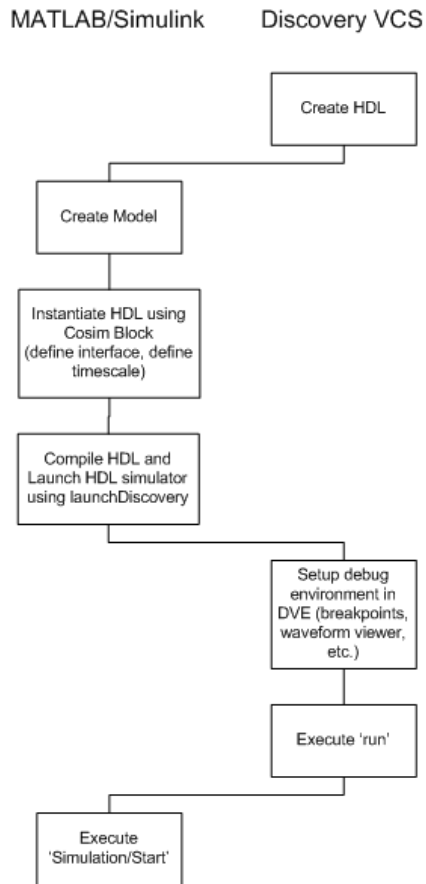 MATLAB/Simulink
Discovery VCS
Create HDL
Create Model
Instantiate HDL using
Cosim Block
(define interface, define
timescale)
Compile HDL and
Launch HDL simulator
using launchDiscovery
Setup debug
environment in
DVE (breakpoints,
waveform viewer,
etc.)
Execute 'run'
Execute
'Simulation/Start'